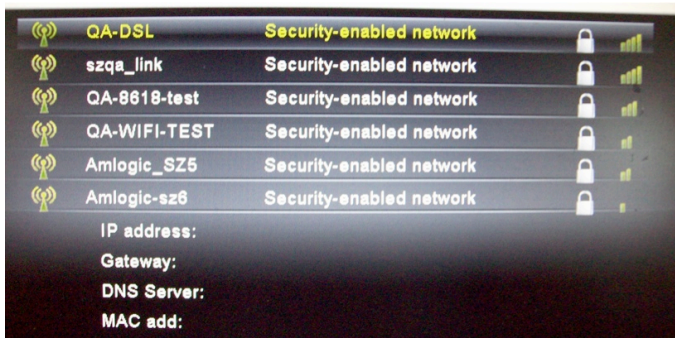 QA-DSL Security-enabled network
szqa_link Security-enabled network
QA-8618-test Security-enabled network
QA-WIFI-TEST Security-enabled network
Amlogic_SZ5 Security-enabled network
Amlogic-sz6 Security-enabled network
IP address:
Gateway:
DNS Server:
MAC add: